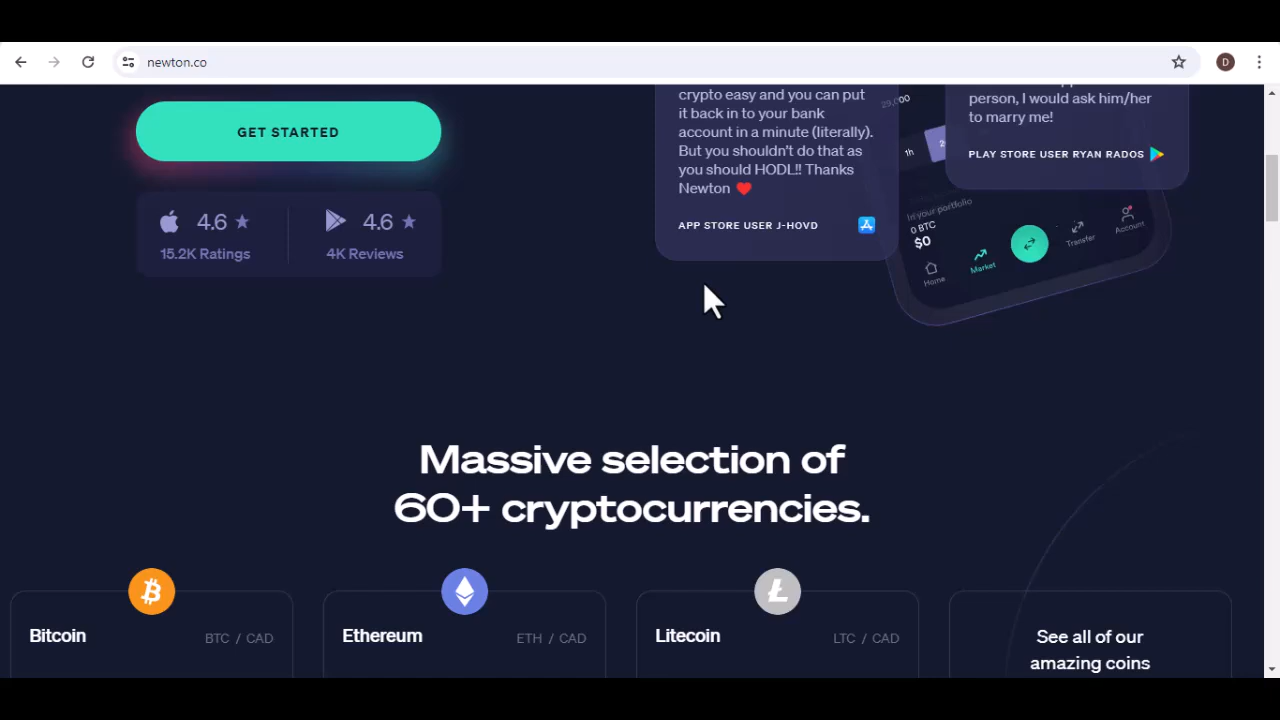 newton.co
D
GET STARTED
4.6
15.2K Ratings
4.6
4K Reviews
crypto easy and you can put
it back in to your bank
account in a minute (literally).
But you shouldn't do that as
you should HODL!! Thanks
Newton
APP STORE USER J-HOVD
person, I would ask him/her
to marry me!
PLAY STORE USER RYAN RADOS
1h
In your portfolio
0 BTC
$0
Home
Market
Transfer
Account
Massive selection of
60+ cryptocurrencies.
Bitcoin
BTC / CAD
Ethereum
ETH / CAD
Litecoin
LTC / CAD
See all of our
amazing coins